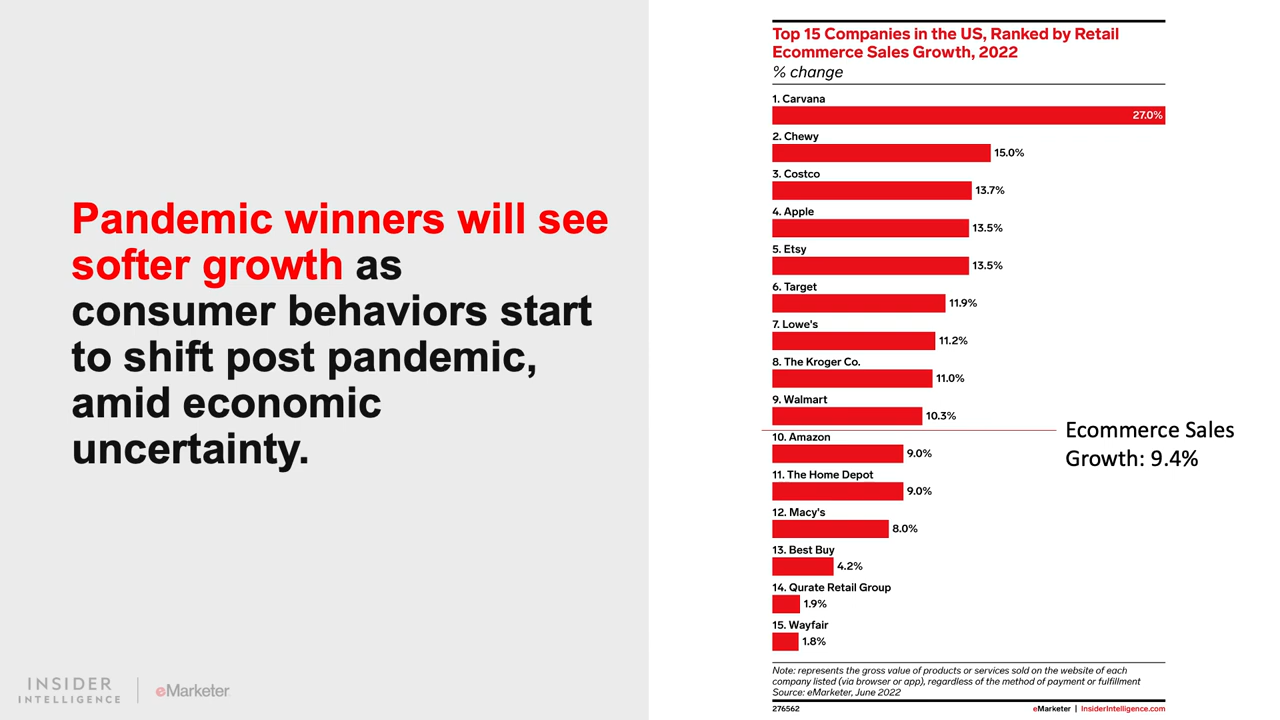 Pandemic winners will see
softer growth as
consumer behaviors start
to shift post pandemic,
amid economic
uncertainty.
INSIDER
INTELLIGENCE
eMarketer
Top 15 Companies in the US, Ranked by Retail
Ecommerce Sales Growth, 2022
% change
1. Carvana
27.0%
2. Chewy
15.0%
3. Costco
13.7%
4. Apple
13.5%
5. Etsy
13.5%
6. Target
11.9%
7. Lowe's
11.2%
8. The Kroger Co.
11.0%
9. Walmart
10.3%
Ecommerce Sales
Growth: 9.4%
10. Amazon
9.0%
11. The Home Depot
9.0%
12. Macy's
8.0%
13. Best Buy
4.2%
14. Qurate Retail Group
1.9%
15. Wayfair
1.8%
Note: represents the gross value of products or services sold on the website of each
company listed (via browser or app), regardless of the method of payment or fulfillment
Source: eMarketer, June 2022
276562
eMarketer | InsiderIntelligence.com